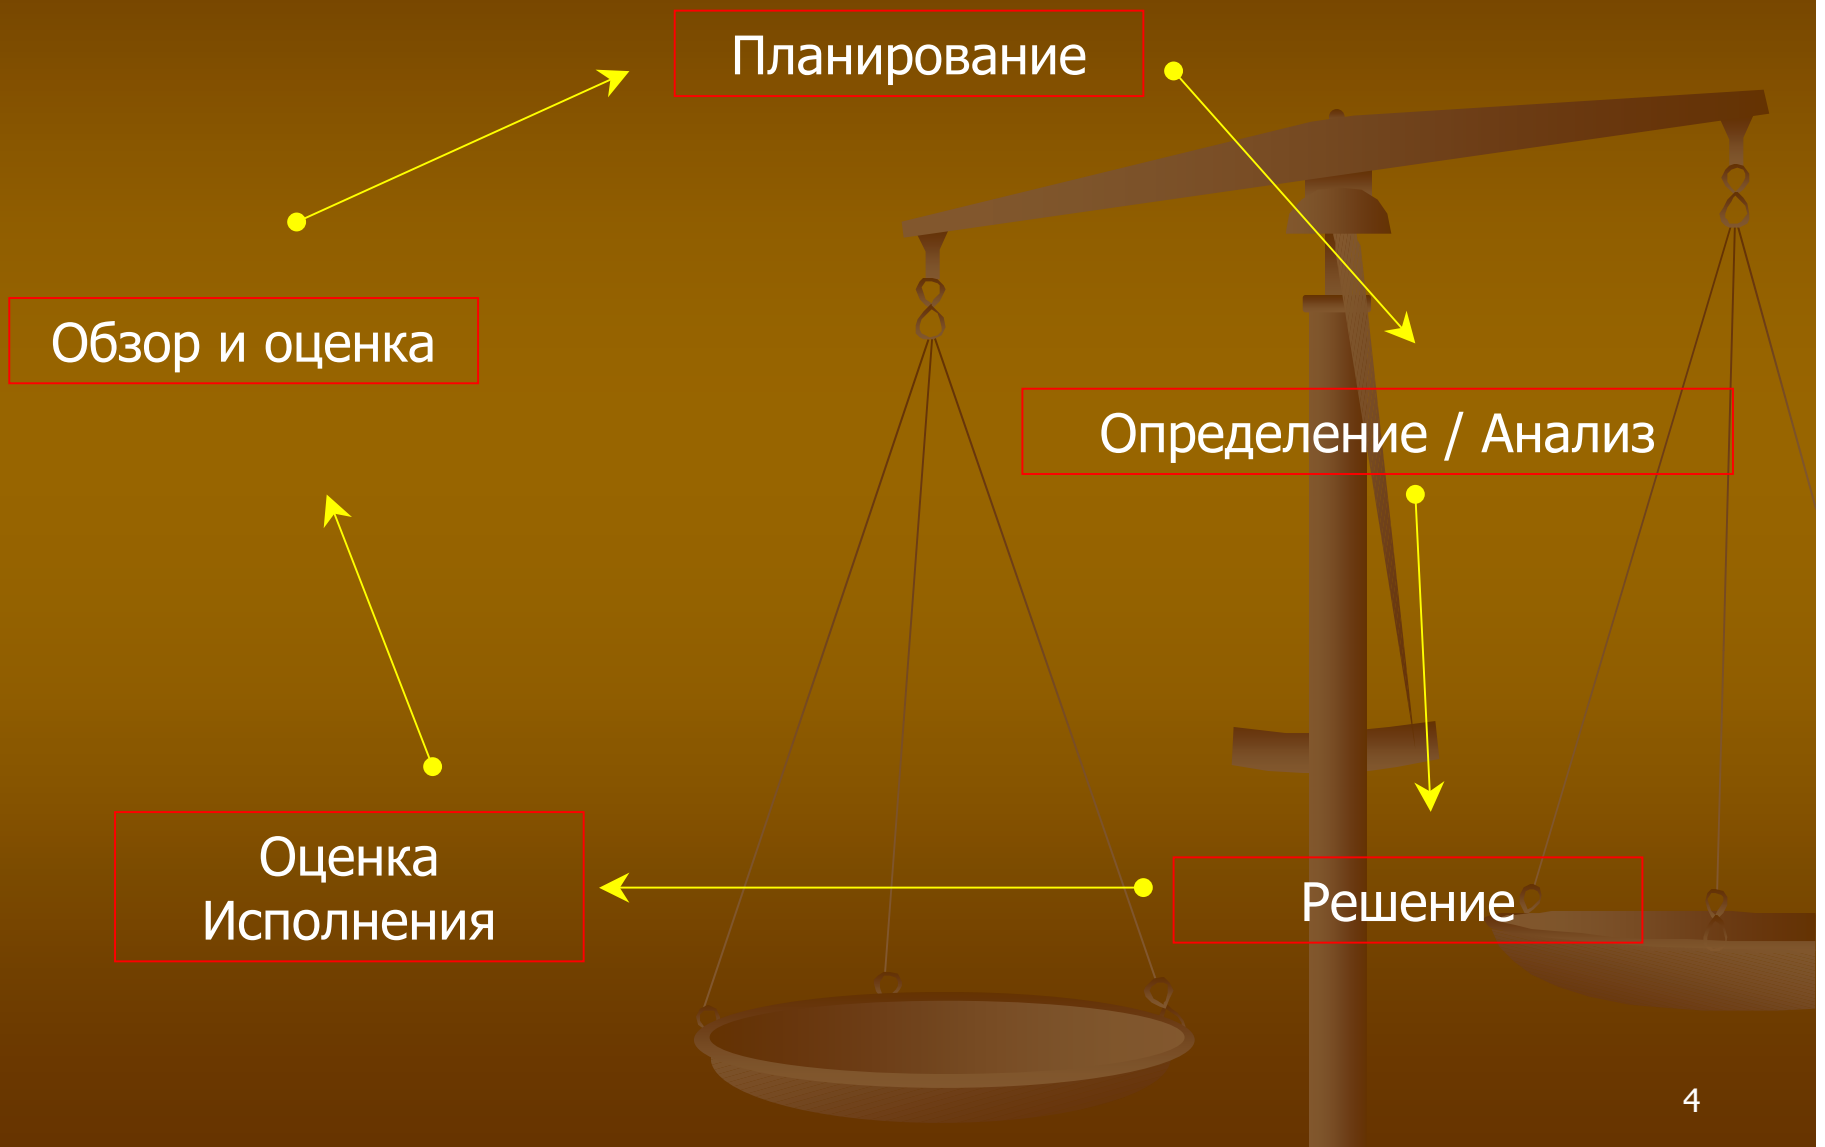 Планирование
Обзор и оценка
Определение / Анализ
Оценка
Исполнения
Решение
4